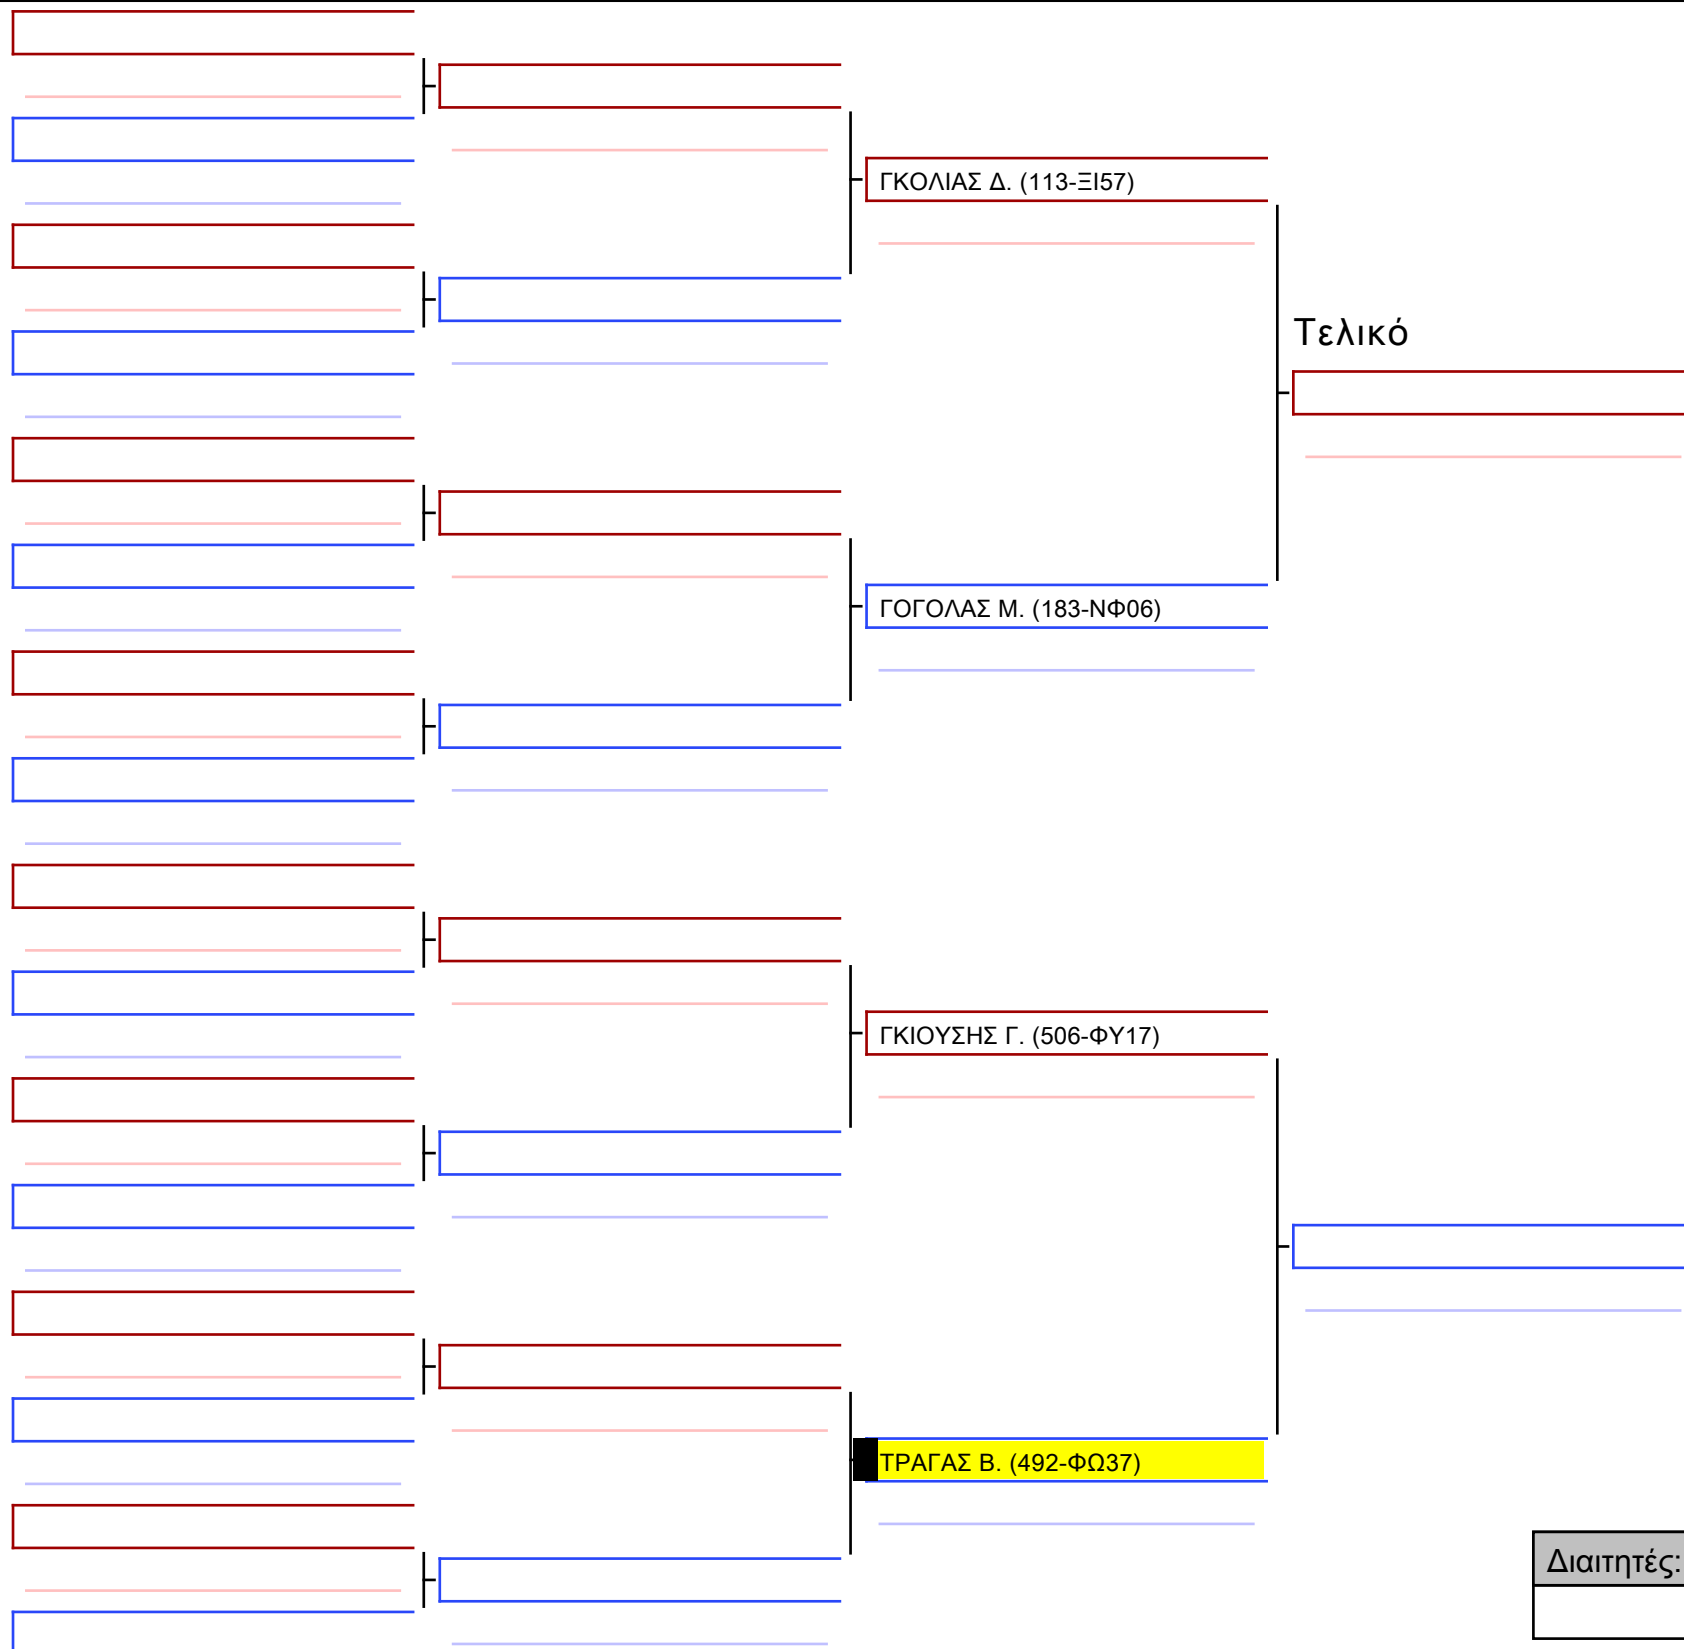 ΓΚΟΛΙΑΣ Δ. (113-ΞΙ57)
Τελικό
ΓΟΓΟΛΑΣ Μ. (183-ΝΦ06)
ΓΚΙΟΥΣΗΣ Γ. (506-ΦΥ17)
ΤΡΑΓΑΣ Β. (492-ΦΩ37)
Διαιτητές: